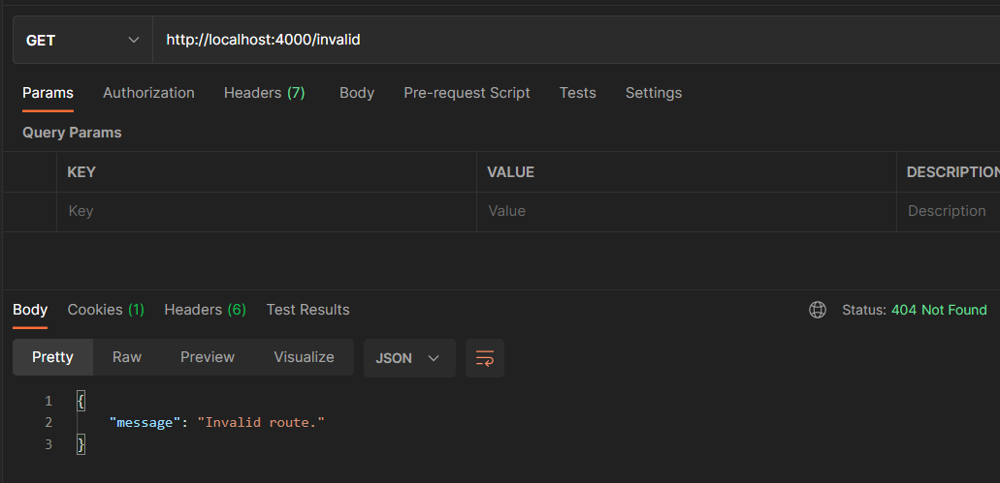 GET http://localhost:4000/invalid
Params Authorization Headers (7) Body Pre-request Script Tests Settings
Query Params
KEY VALUE DESCRIPTION
Key Value Description
Body Cookies (1) Headers (6) Test Results Status: 404 Not Found
Pretty Raw Preview Visualize JSON
1 {
2 "message": "Invalid route."
3 }